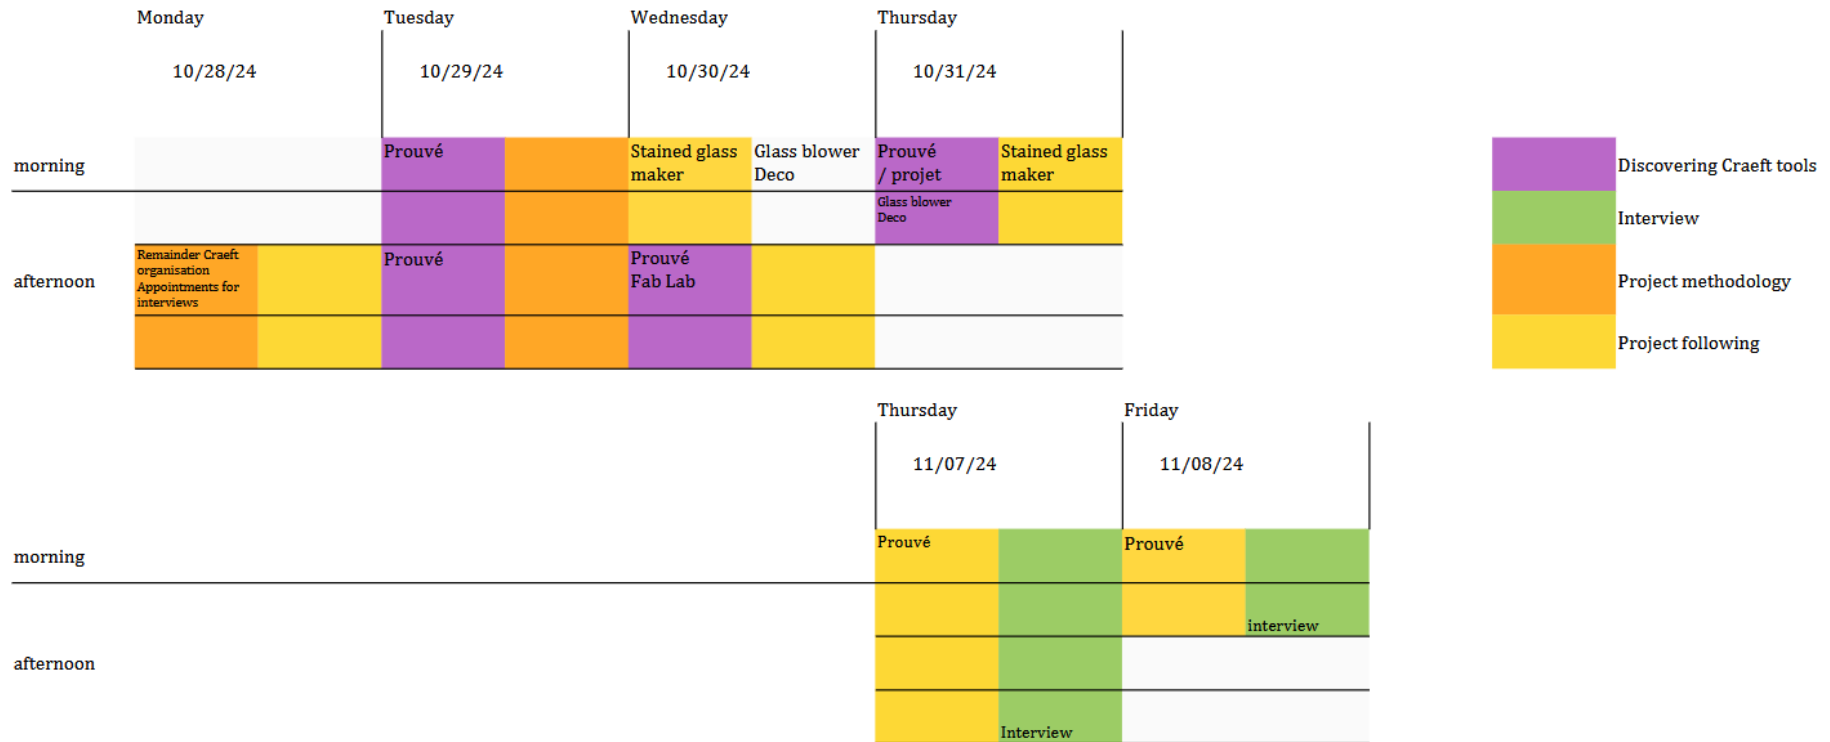 Monday
Tuesday
Wednesday
Thursday
10/28/24
10/29/24
10/30/24
10/31/24
morning
Prouvé
Stained glass
maker
Glass blower
Deco
Prouvé
/ projet
Stained glass
maker
Glass blower
Deco
afternoon
Remainder Craeft
organisation
Appointments for
interviews
Prouvé
Prouvé
Fab Lab
Discovering Craeft tools
Interview
Project methodology
Project following
Thursday
Friday
11/07/24
11/08/24
morning
Prouvé
Prouvé
interview
afternoon
Interview